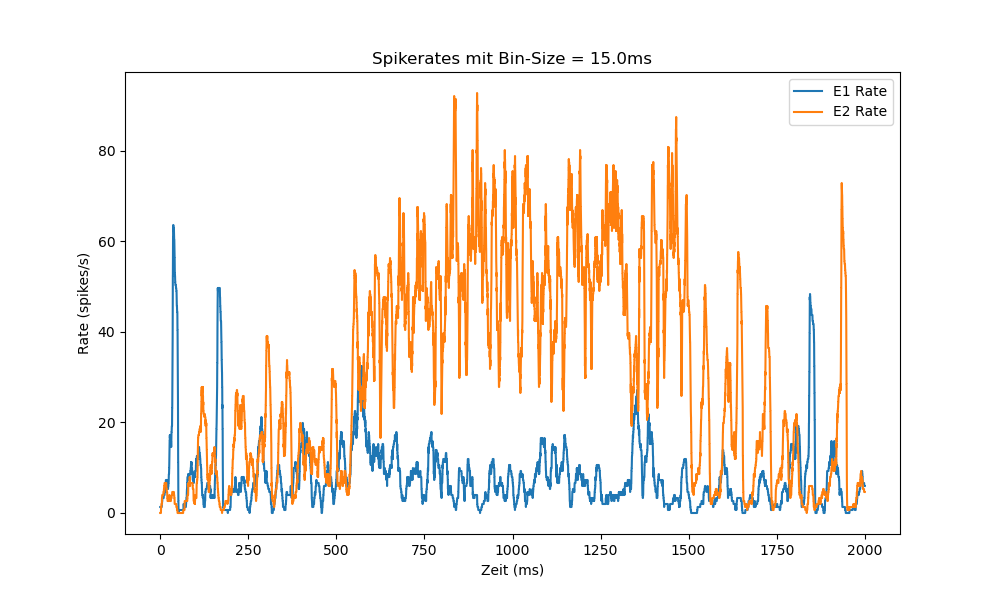 Spikerates mit Bin-Size = 15.0ms
E1 Rate
E2 Rate
Rate (spikes/s)
80
60
40
20
0
0 250 500 750 1000 1250 1500 1750 2000
Zeit (ms)